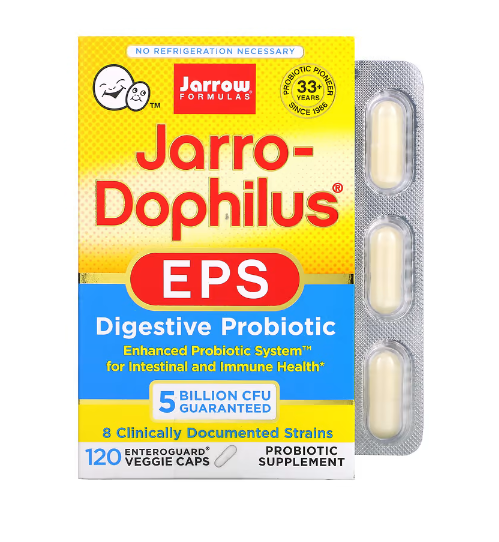 NO REFRIGERATION NECESSARY
TM
Jarrow
FORMULAS
PROBIOTIC PIONEER
33+
YEARS
SINCE 1986
Jarro-
Dophilus®
EPS
Digestive Probiotic
Enhanced Probiotic System™
for Intestinal and Immune Health*
5 BILLION CFU
GUARANTEED
8 Clinically Documented Strains
120 ENTEROGUARD®
VEGGIE CAPS
PROBIOTIC
SUPPLEMENT